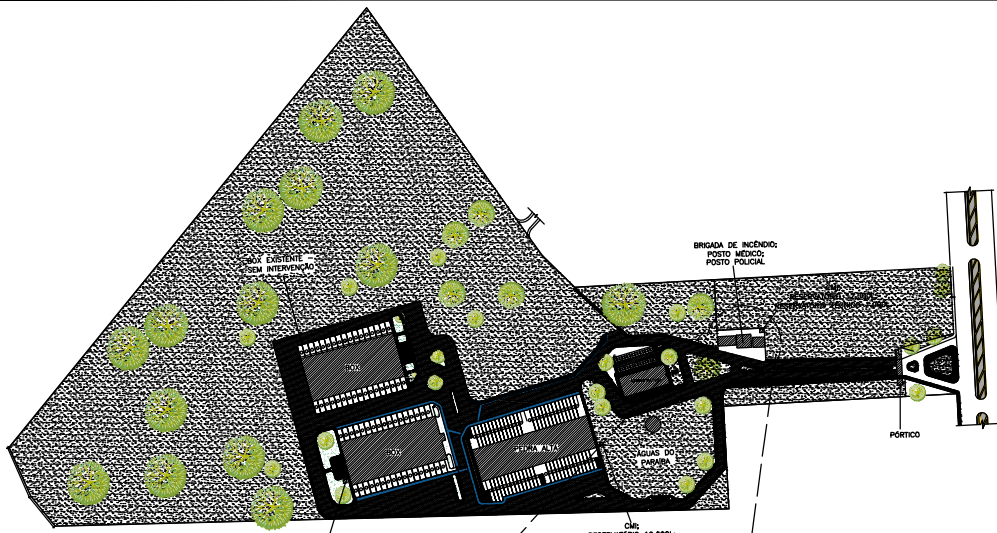 BRIGADA DE INCÊNDIO;
POSTO MÉDICO;
POSTO POLICIAL
BOX EXISTENTE -
SEM INTERVENÇÃO
BOX
BOX
PEDRA ALTA
ÁGUAS DO
PARAÍBA
PÓRTICO
CMI;